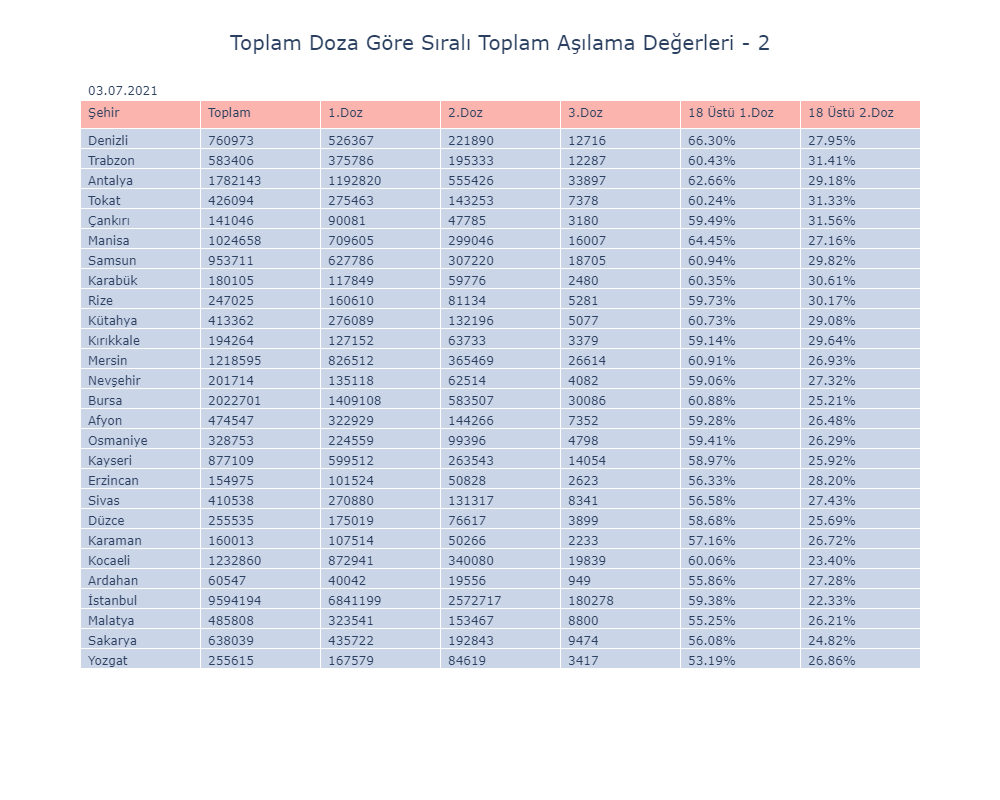 Toplam Doza Göre Sıralı Toplam Aşılama Değerleri - 2
03.07.2021
Şehir Toplam 1.Doz 2.Doz 3.Doz 18 Üstü 1.Doz 18 Üstü 2.Doz
Denizli 760973 526367 221890 12716 66.30% 27.95%
Trabzon 583406 375786 195333 12287 60.43% 31.41%
Antalya 1782143 1192820 555426 33897 62.66% 29.18%
Tokat 426094 275463 143253 7378 60.24% 31.33%
Çankırı 141046 90081 47785 3180 59.49% 31.56%
Manisa 1024658 709605 299046 16007 64.45% 27.16%
Samsun 953711 627786 307220 18705 60.94% 29.82%
Karabük 180105 117849 59776 2480 60.35% 30.61%
Rize 247025 160610 81134 5281 59.73% 30.17%
Kütahya 413362 276089 132196 5077 60.73% 29.08%
Kırıkkale 194264 127152 63733 3379 59.14% 29.64%
Mersin 1218595 826512 365469 26614 60.91% 26.93%
Nevşehir 201714 135118 62514 4082 59.06% 27.32%
Bursa 2022701 1409108 583507 30086 60.88% 25.21%
Afyon 474547 322929 144266 7352 59.28% 26.48%
Osmaniye 328753 224559 99396 4798 59.41% 26.29%
Kayseri 877109 599512 263543 14054 58.97% 25.92%
Erzincan 154975 101524 50828 2623 56.33% 28.20%
Sivas 410538 270880 131317 8341 56.58% 27.43%
Düzce 255535 175019 76617 3899 58.68% 25.69%
Karaman 160013 107514 50266 2233 57.16% 26.72%
Kocaeli 1232860 872941 340080 19839 60.06% 23.40%
Ardahan 60547 40042 19556 949 55.86% 27.28%
İstanbul 9594194 6841199 2572717 180278 59.38% 22.33%
Malatya 485808 323541 153467 8800 55.25% 26.21%
Sakarya 638039 435722 192843 9474 56.08% 24.82%
Yozgat 255615 167579 84619 3417 53.19% 26.86%